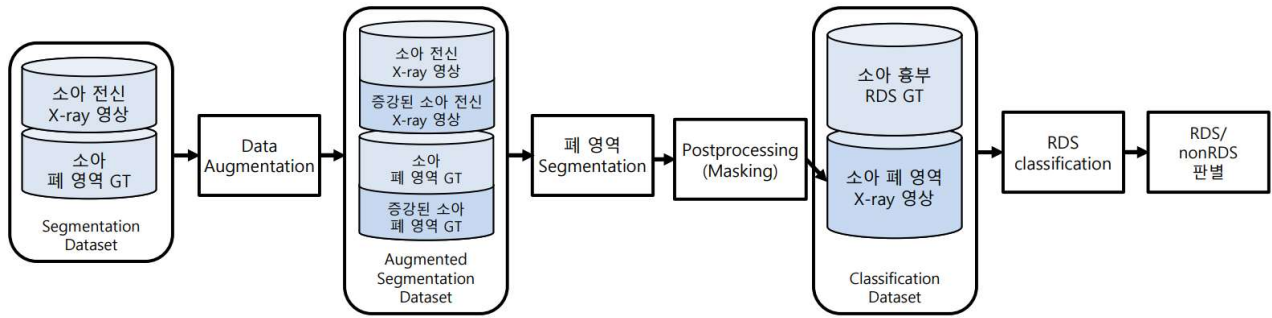 소아 전신
X-ray 영상
소아
폐 영역 GT
Segmentation
Dataset
Data
Augmentation
소아 전신
X-ray 영상
증강된 소아 전신
X-ray 영상
소아
폐 영역 GT
증강된 소아
폐 영역 GT
Augmented
Segmentation
Dataset
폐 영역
Segmentation
Postprocessing
(Masking)
소아 흉부
RDS GT
소아 폐 영역
X-ray 영상
Classification
Dataset
RDS
classification
RDS/
nonRDS
판별